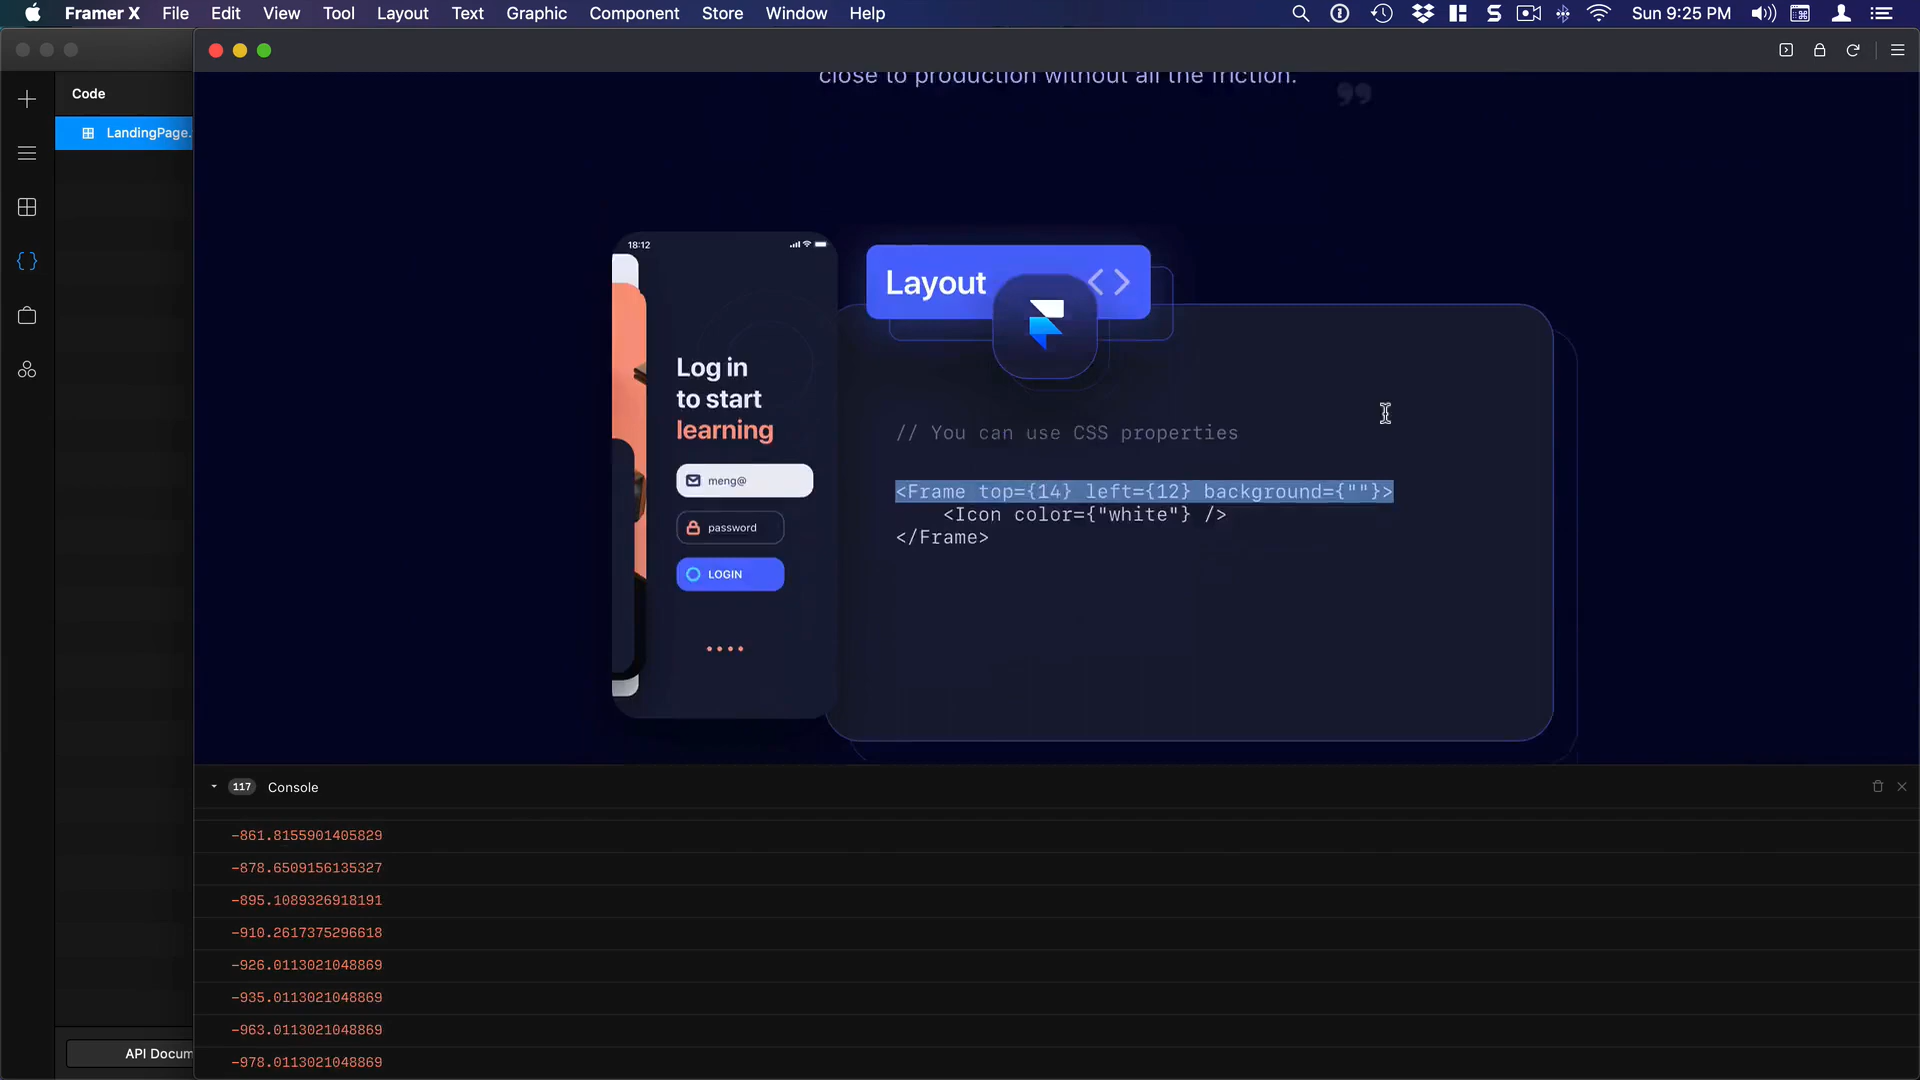 Framer X File Edit View Tool Layout Text Graphic Component Store Window Help
Sun 9:25 PM
Code
LandingPage.
close to production without all the friction.
”
18:12
Layout
<>
Log in
to start
learning
meng@
password
LOGIN
// You can use CSS properties
<Frame top={14} left={12} background={""}>
<Icon color={"white"} />
</Frame>
117 Console
-861.8155901405829
-878.6509156135327
-895.1089326918191
-910.2617375296618
-926.0113021048869
-935.0113021048869
-963.0113021048869
-978.0113021048869
API Docum